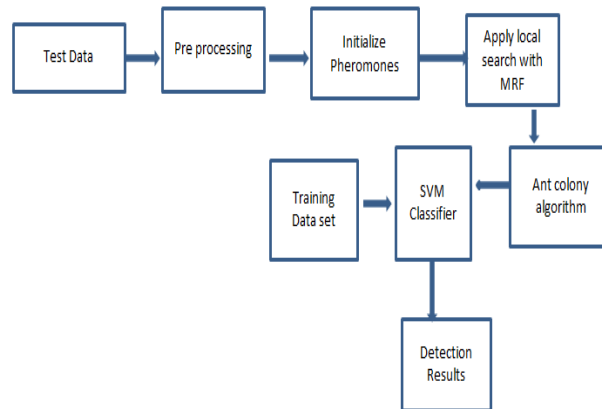 Test Data
Pre processing
Initialize
Pheromones
Apply local
search with
MRF
Training
Data set
SVM
Classifier
Ant colony
algorithm
Detection
Results